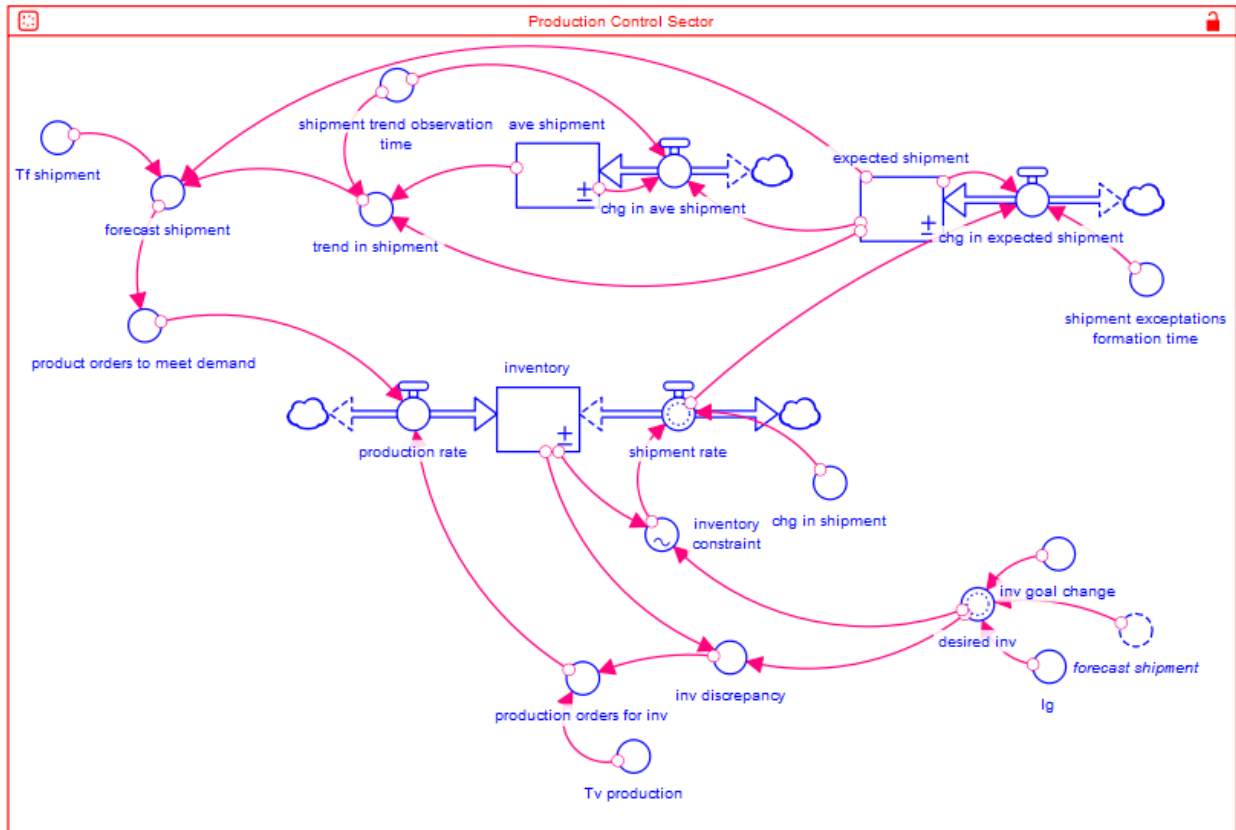 Production Control Sector
shipment trend observation
time
ave shipment
expected shipment
Tf shipment
chg in ave shipment
forecast shipment
trend in shipment
chg in expected shipment
shipment exceptations
formation time
product orders to meet demand
inventory
production rate
shipment rate
inventory
constraint
chg in shipment
inv goal change
desired inv
forecast shipment
inv discrepancy
Ig
production orders for inv
Tv production